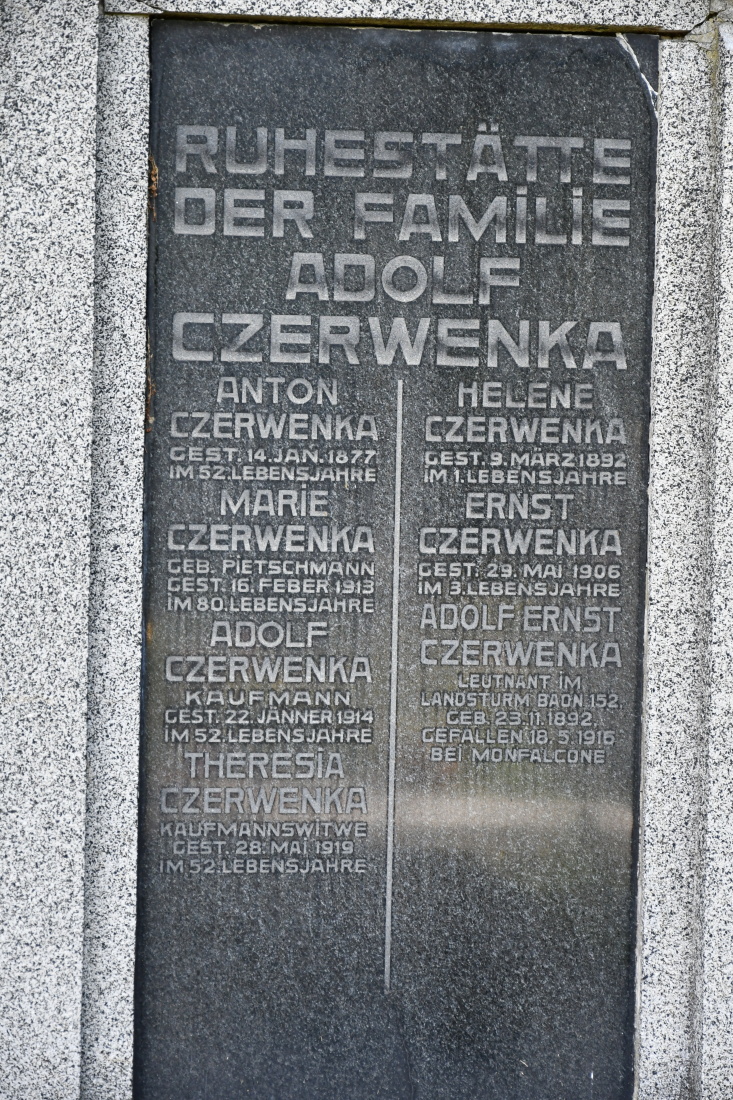 RUHESTÄTTE
DER FAMILIE
ADOLF
CZERWENKA
ANTON
CZERWENKA
GEST. 14. JAN. 1877
IM 52. LEBENSJAHRE
MARIE
CZERWENKA
GEB. PIETSCHMANN
GEST. 16. FEBER 1913
IM 80. LEBENSJAHRE
ADOLF
CZERWENKA
KAUFMANN
GEST. 22. JÄNNER 1914
IM 52. LEBENSJAHRE
THERESIA
CZERWENKA
KAUFMANNSWITWE
GEST. 28. MAI 1919
IM 52. LEBENSJAHRE
HELENE
CZERWENKA
GEST. 9. MÄRZ 1892
IM 1. LEBENSJAHRE
ERNST
CZERWENKA
GEST. 29. MAI 1906
IM 3. LEBENSJAHRE
ADOLF ERNST
CZERWENKA
LEUTNANT IM
LANDSTURM BAON 152.
GEB. 23. 11. 1892,
GEFALLEN 18. 5. 1916
BEI MONFALCONE